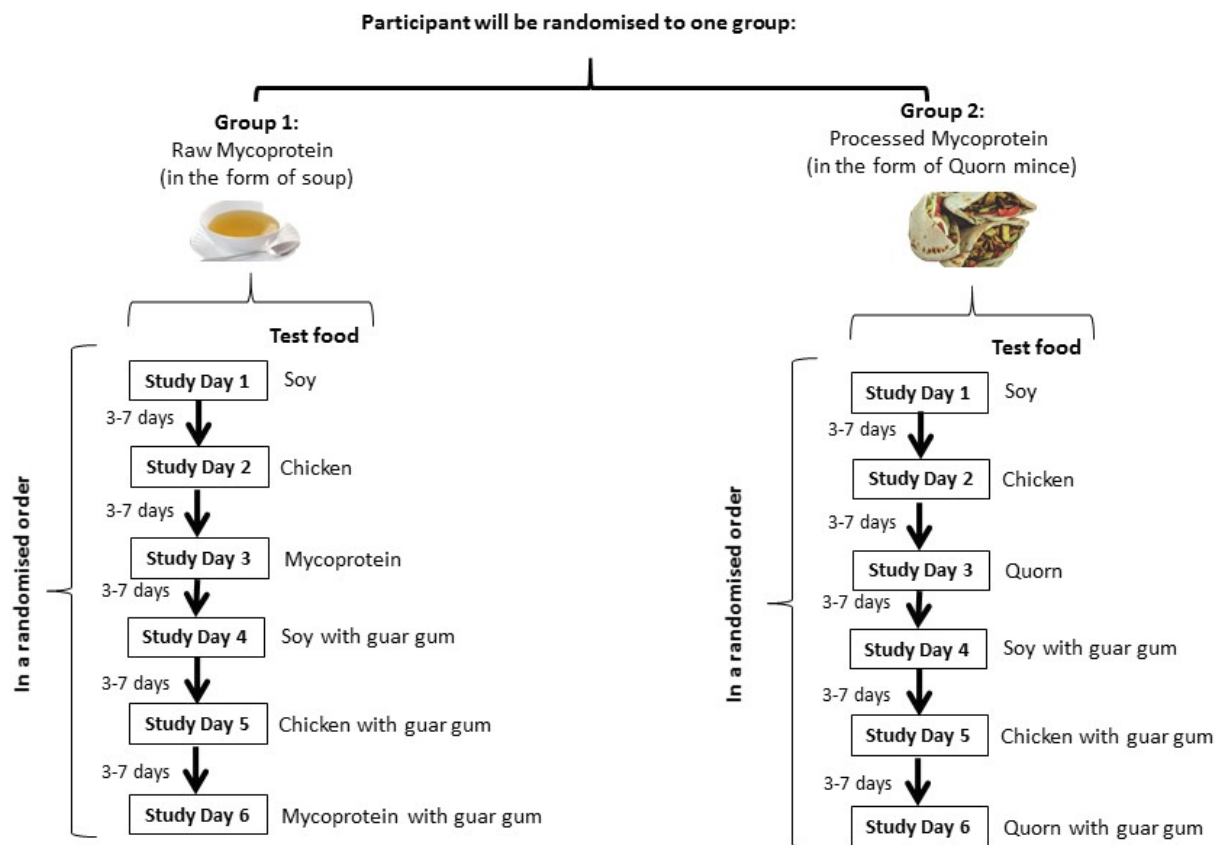 Participant will be randomised to one group:
Group 1:
Raw Mycoprotein
(in the form of soup)
Test food
In a randomised order
Study Day 1 Soy
3-7 days
Study Day 2 Chicken
3-7 days
Study Day 3 Mycoprotein
3-7 days
Study Day 4 Soy with guar gum
3-7 days
Study Day 5 Chicken with guar gum
3-7 days
Study Day 6 Mycoprotein with guar gum
Group 2:
Processed Mycoprotein
(in the form of Quorn mince)
Test food
In a randomised order
Study Day 1 Soy
3-7 days
Study Day 2 Chicken
3-7 days
Study Day 3 Quorn
3-7 days
Study Day 4 Soy with guar gum
3-7 days
Study Day 5 Chicken with guar gum
3-7 days
Study Day 6 Quorn with guar gum